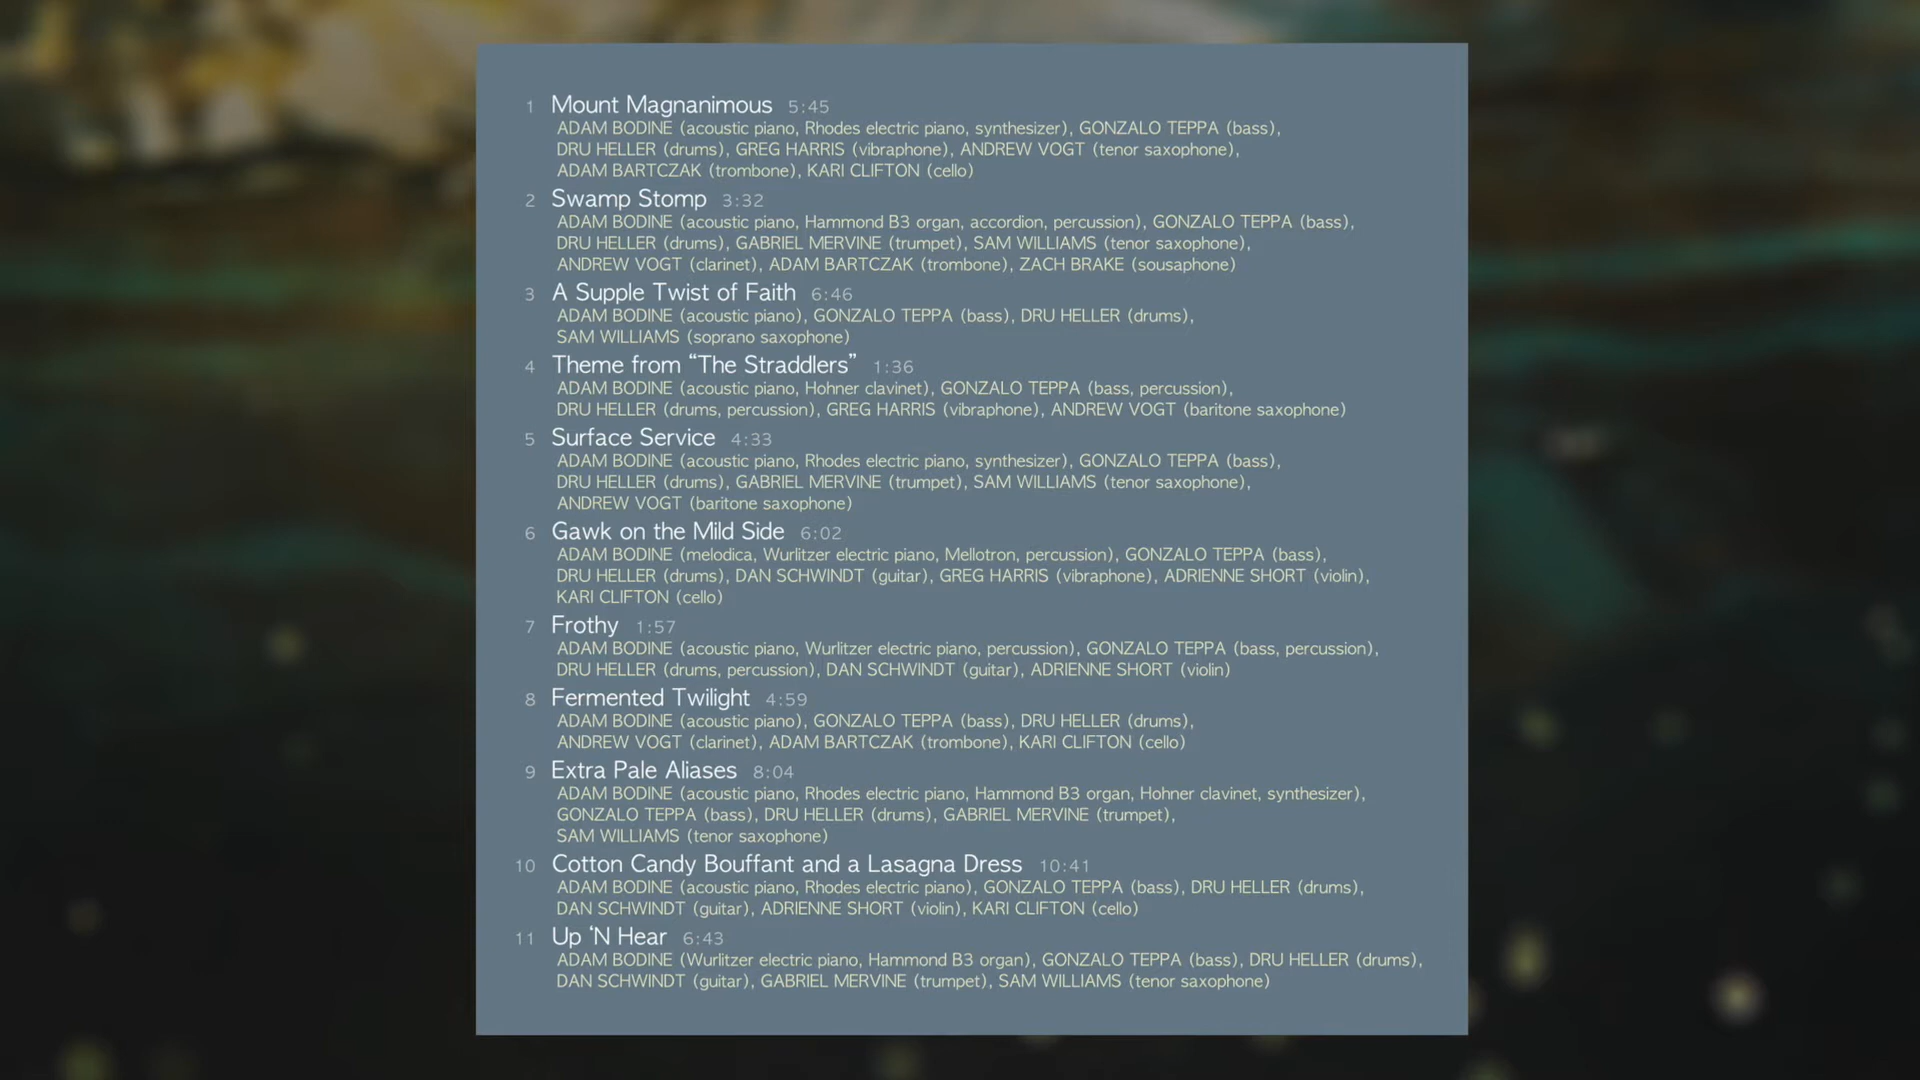 1 Mount Magnanimous 5:45
ADAM BODINE (acoustic piano, Rhodes electric piano, synthesizer), GONZALO TEPPA (bass),
DRU HELLER (drums), GREG HARRIS (vibraphone), ANDREW VOGT (tenor saxophone),
ADAM BARTCZAK (trombone), KARI CLIFTON (cello)
2 Swamp Stomp 3:32
ADAM BODINE (acoustic piano, Hammond B3 organ, accordion, percussion), GONZALO TEPPA (bass),
DRU HELLER (drums), GABRIEL MERVINE (trumpet), SAM WILLIAMS (tenor saxophone),
ANDREW VOGT (clarinet), ADAM BARTCZAK (trombone), ZACH BRAKE (sousaphone)
3 A Supple Twist of Faith 6:46
ADAM BODINE (acoustic piano), GONZALO TEPPA (bass), DRU HELLER (drums),
SAM WILLIAMS (soprano saxophone)
4 Theme from “The Straddlers” 1:36
ADAM BODINE (acoustic piano, Hohner clavinet), GONZALO TEPPA (bass, percussion),
DRU HELLER (drums, percussion), GREG HARRIS (vibraphone), ANDREW VOGT (baritone saxophone)
5 Surface Service 4:33
ADAM BODINE (acoustic piano, Rhodes electric piano, synthesizer), GONZALO TEPPA (bass),
DRU HELLER (drums), GABRIEL MERVINE (trumpet), SAM WILLIAMS (tenor saxophone),
ANDREW VOGT (baritone saxophone)
6 Gawk on the Mild Side 6:02
ADAM BODINE (melodica, Wurlitzer electric piano, Mellotron, percussion), GONZALO TEPPA (bass),
DRU HELLER (drums), DAN SCHWINDT (guitar), GREG HARRIS (vibraphone), ADRIENNE SHORT (violin),
KARI CLIFTON (cello)
7 Frothy 1:57
ADAM BODINE (acoustic piano, Wurlitzer electric piano, percussion), GONZALO TEPPA (bass, percussion),
DRU HELLER (drums, percussion), DAN SCHWINDT (guitar), ADRIENNE SHORT (violin)
8 Fermented Twilight 4:59
ADAM BODINE (acoustic piano), GONZALO TEPPA (bass), DRU HELLER (drums),
ANDREW VOGT (clarinet), ADAM BARTCZAK (trombone), KARI CLIFTON (cello)
9 Extra Pale Aliases 8:04
ADAM BODINE (acoustic piano, Rhodes electric piano, Hammond B3 organ, Hohner clavinet, synthesizer),
GONZALO TEPPA (bass), DRU HELLER (drums), GABRIEL MERVINE (trumpet),
SAM WILLIAMS (tenor saxophone)
10 Cotton Candy Bouffant and a Lasagna Dress 10:41
ADAM BODINE (acoustic piano, Rhodes electric piano), GONZALO TEPPA (bass), DRU HELLER (drums),
DAN SCHWINDT (guitar), ADRIENNE SHORT (violin), KARI CLIFTON (cello)
11 Up ‘N Hear 6:43
ADAM BODINE (Wurlitzer electric piano, Hammond B3 organ), GONZALO TEPPA (bass), DRU HELLER (drums),
DAN SCHWINDT (guitar), GABRIEL MERVINE (trumpet), SAM WILLIAMS (tenor saxophone)